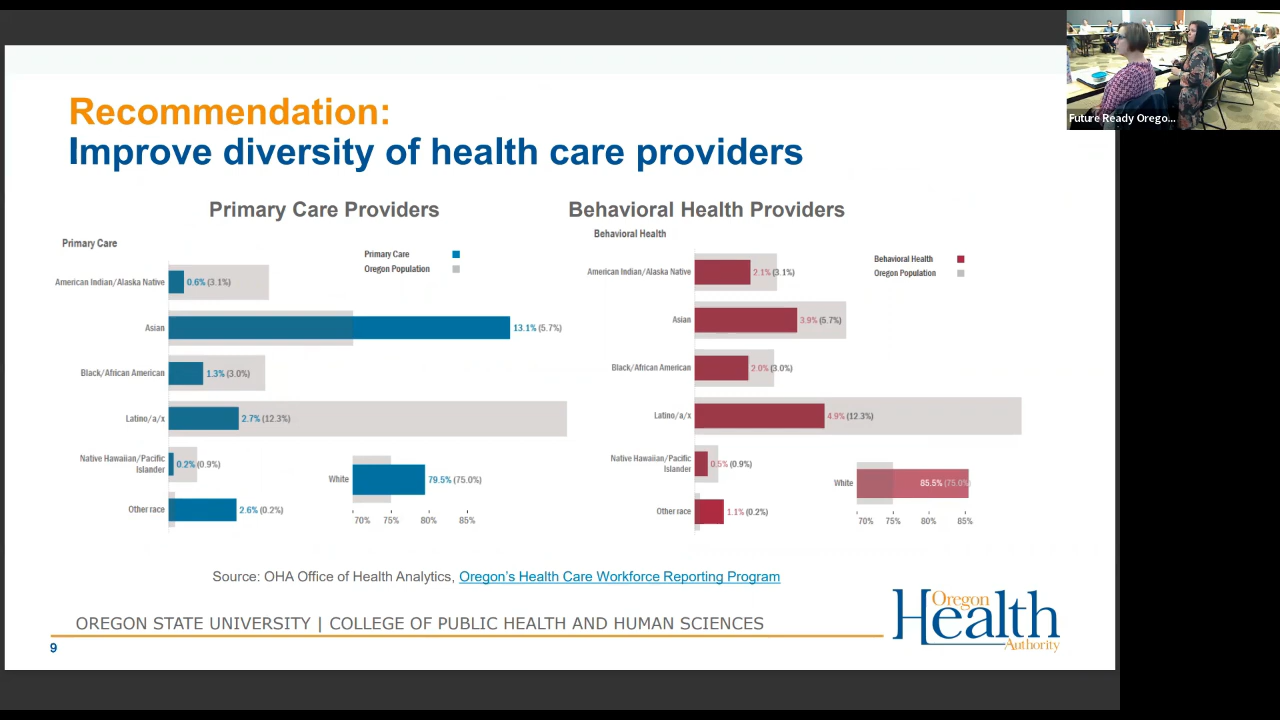 Recommendation:
Improve diversity of health care providers
Primary Care Providers
Primary Care
Primary Care
Oregon Population
American Indian/Alaska Native
0.6% (3.1%)
Asian
13.1% (5.7%)
Black/African American
1.3% (3.0%)
Latino/a/x
2.7% (12.3%)
Native Hawaiian/Pacific
Islander
0.2% (0.9%)
Other race
2.6% (0.2%)
White
79.5% (75.0%)
70% 75% 80% 85%
Behavioral Health Providers
Behavioral Health
Behavioral Health
Oregon Population
American Indian/Alaska Native
2.1% (3.1%)
Asian
3.9% (5.7%)
Black/African American
2.0% (3.0%)
Latino/a/x
4.9% (12.3%)
Native Hawaiian/Pacific
Islander
0.5% (0.9%)
Other race
1.1% (0.2%)
White
85.5% (75.0%)
70% 75% 80% 85%
Source: OHA Office of Health Analytics, Oregon's Health Care Workforce Reporting Program
OREGON STATE UNIVERSITY | COLLEGE OF PUBLIC HEALTH AND HUMAN SCIENCES
9
Oregon
Health
Authority
Future Ready Orego...